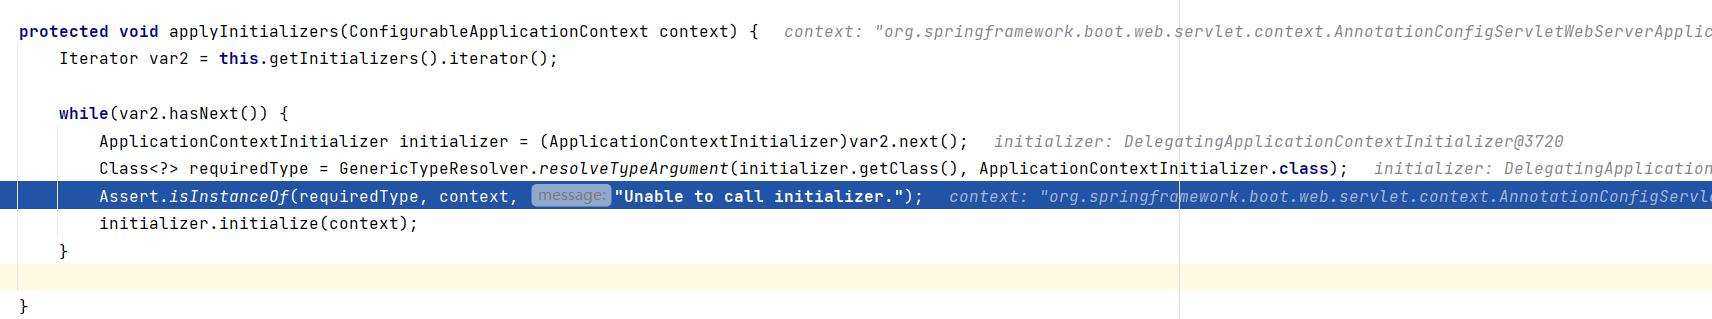 protected void applyInitializers(ConfigurableApplicationContext context) {   context: "org.springframework.boot.web.servlet.context.AnnotationConfigServletWebServerApplic
    Iterator var2 = this.getInitializers().iterator();
    while(var2.hasNext()) {
        ApplicationContextInitializer initializer = (ApplicationContextInitializer)var2.next();   initializer: DelegatingApplicationContextInitializer@3720
        Class<?> requiredType = GenericTypeResolver.resolveTypeArgument(initializer.getClass(), ApplicationContextInitializer.class);   initializer: DelegatingApplication
        Assert.isInstanceOf(requiredType, context, message: "Unable to call initializer.");   context: "org.springframework.boot.web.servlet.context.AnnotationConfigServl
        initializer.initialize(context);
    }
}